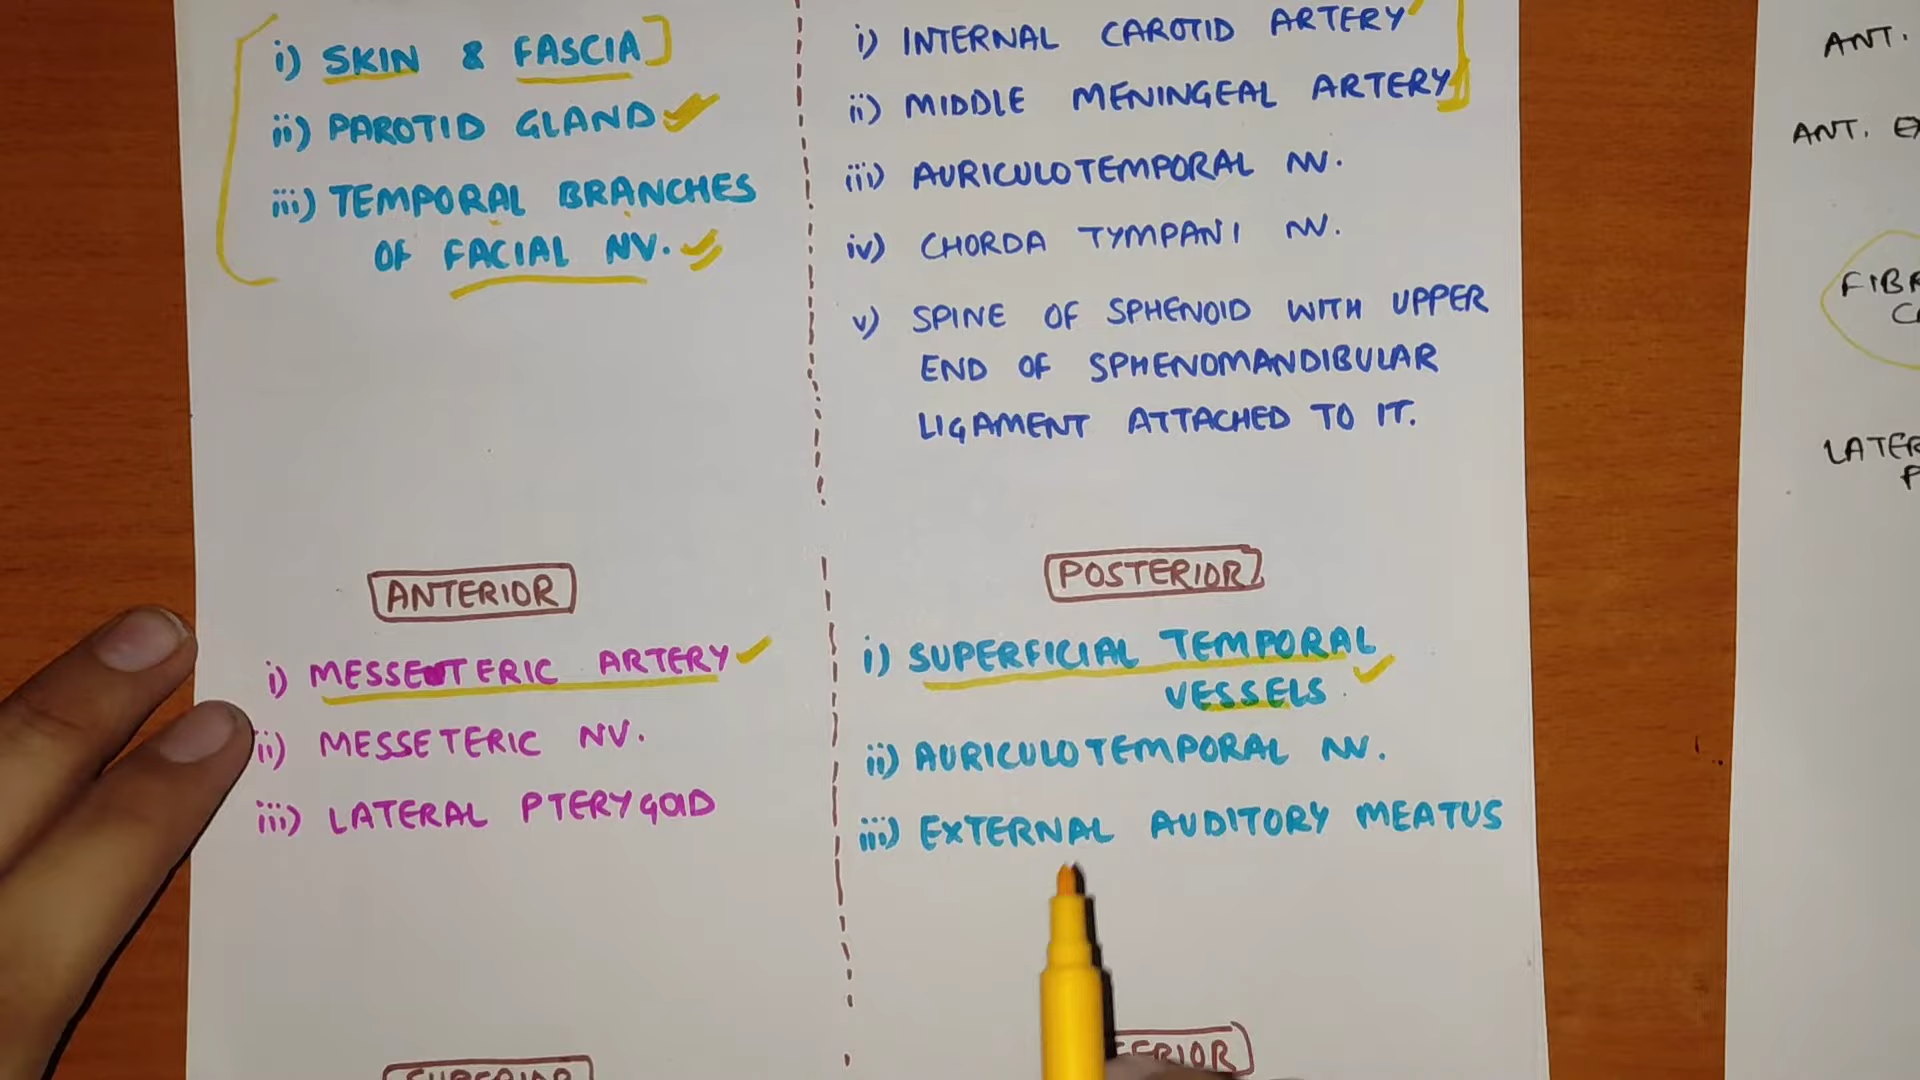 i) SKIN & FASCIA
ii) PAROTID GLAND
iii) TEMPORAL BRANCHES
OF FACIAL NV.
i) INTERNAL CAROTID ARTERY
ii) MIDDLE MENINGEAL ARTERY
iii) AURICULOTEMPORAL NV.
iv) CHORDA TYMPANI NV.
v) SPINE OF SPHENOID WITH UPPER
END OF SPHENOMANDIBULAR
LIGAMENT ATTACHED TO IT.
ANTERIOR
i) MESSETERIC ARTERY
ii) MESSETERIC NV.
iii) LATERAL PTERYGOID
POSTERIOR
i) SUPERFICIAL TEMPORAL
VESSELS
ii) AURICULOTEMPORAL NV.
iii) EXTERNAL AUDITORY MEATUS
SUPERIOR
ANT.
ANT.